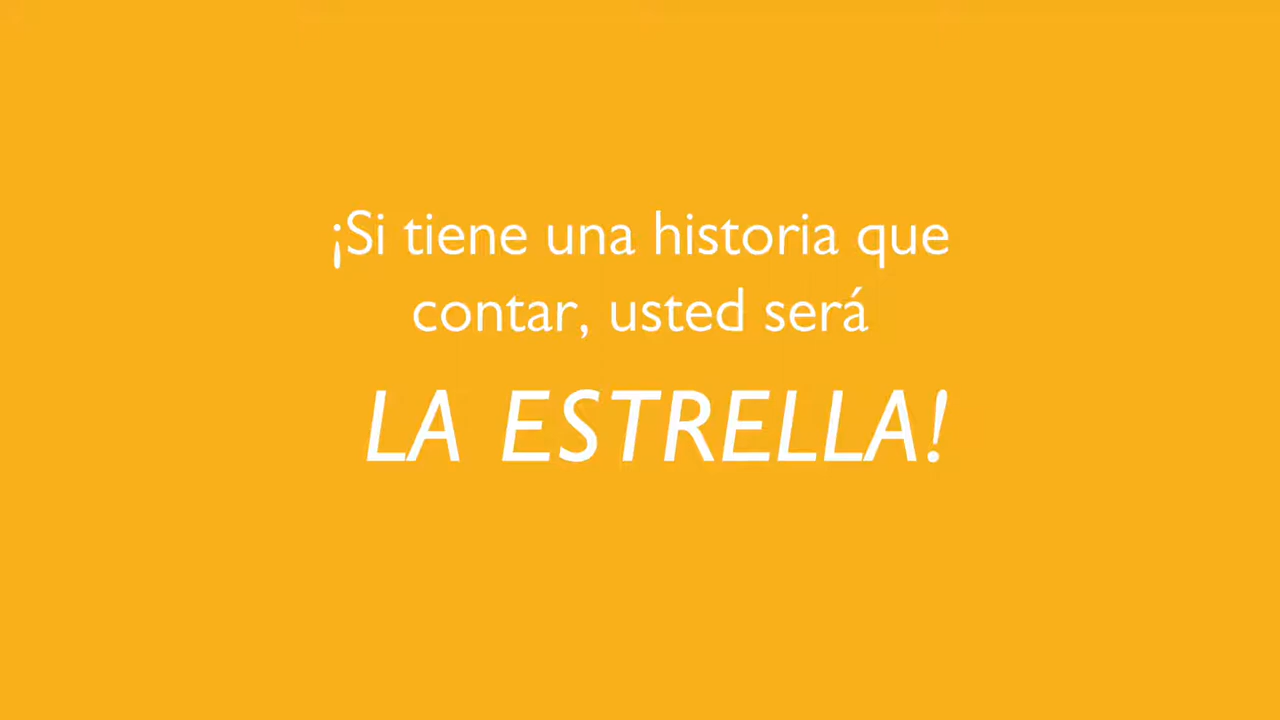 ¡Si tiene una historia que
contar, usted será
LA ESTRELLA!